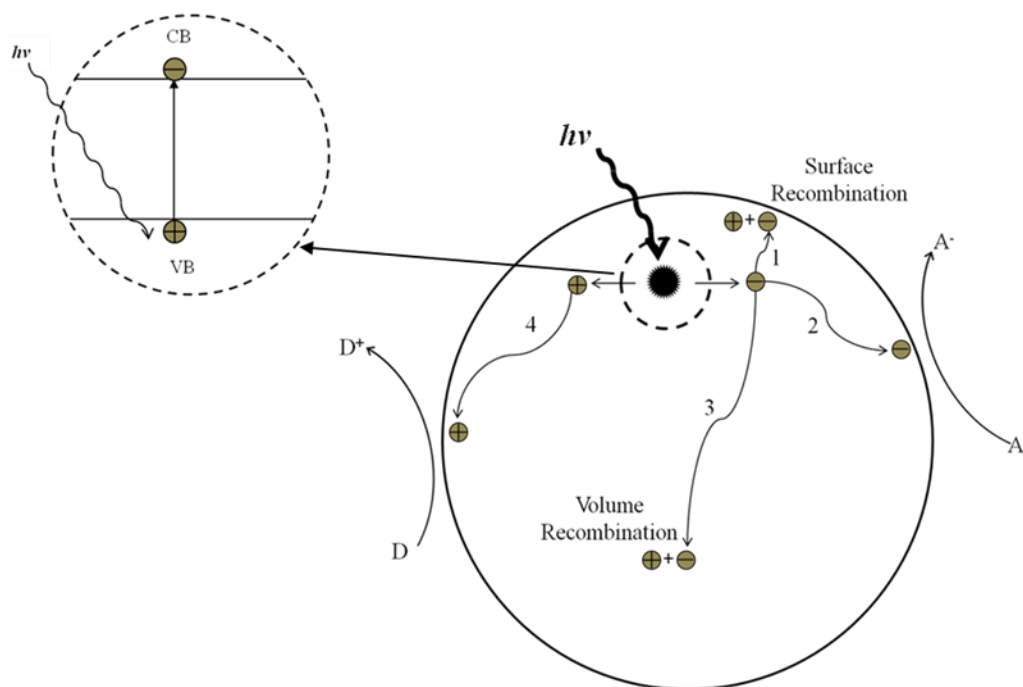 CB
hv
VB
hv
Surface
Recombination
+
1
A-
4
2
D+
3
A
Volume
Recombination
D
+